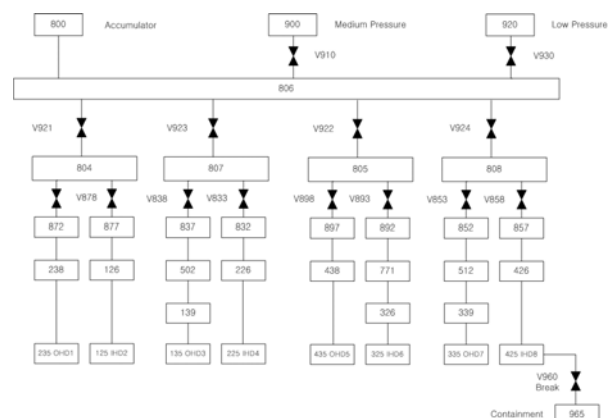 800 Accumulator 900 Medium Pressure 920 Low Pressure
V910 V930
806
V921 V923 V922 V924
804 807 805 808
V878 V838 V833 V898 V893 V853 V858
872 877 837 832 897 892 852 857
238 126 502 226 438 771 512 426
139 326 339
235 OHD1 125 IHD2 135 OHD3 225 IHD4 435 OHD5 325 IHD6 335 OHD7 425 IHD8
V960
Break
Containment 965